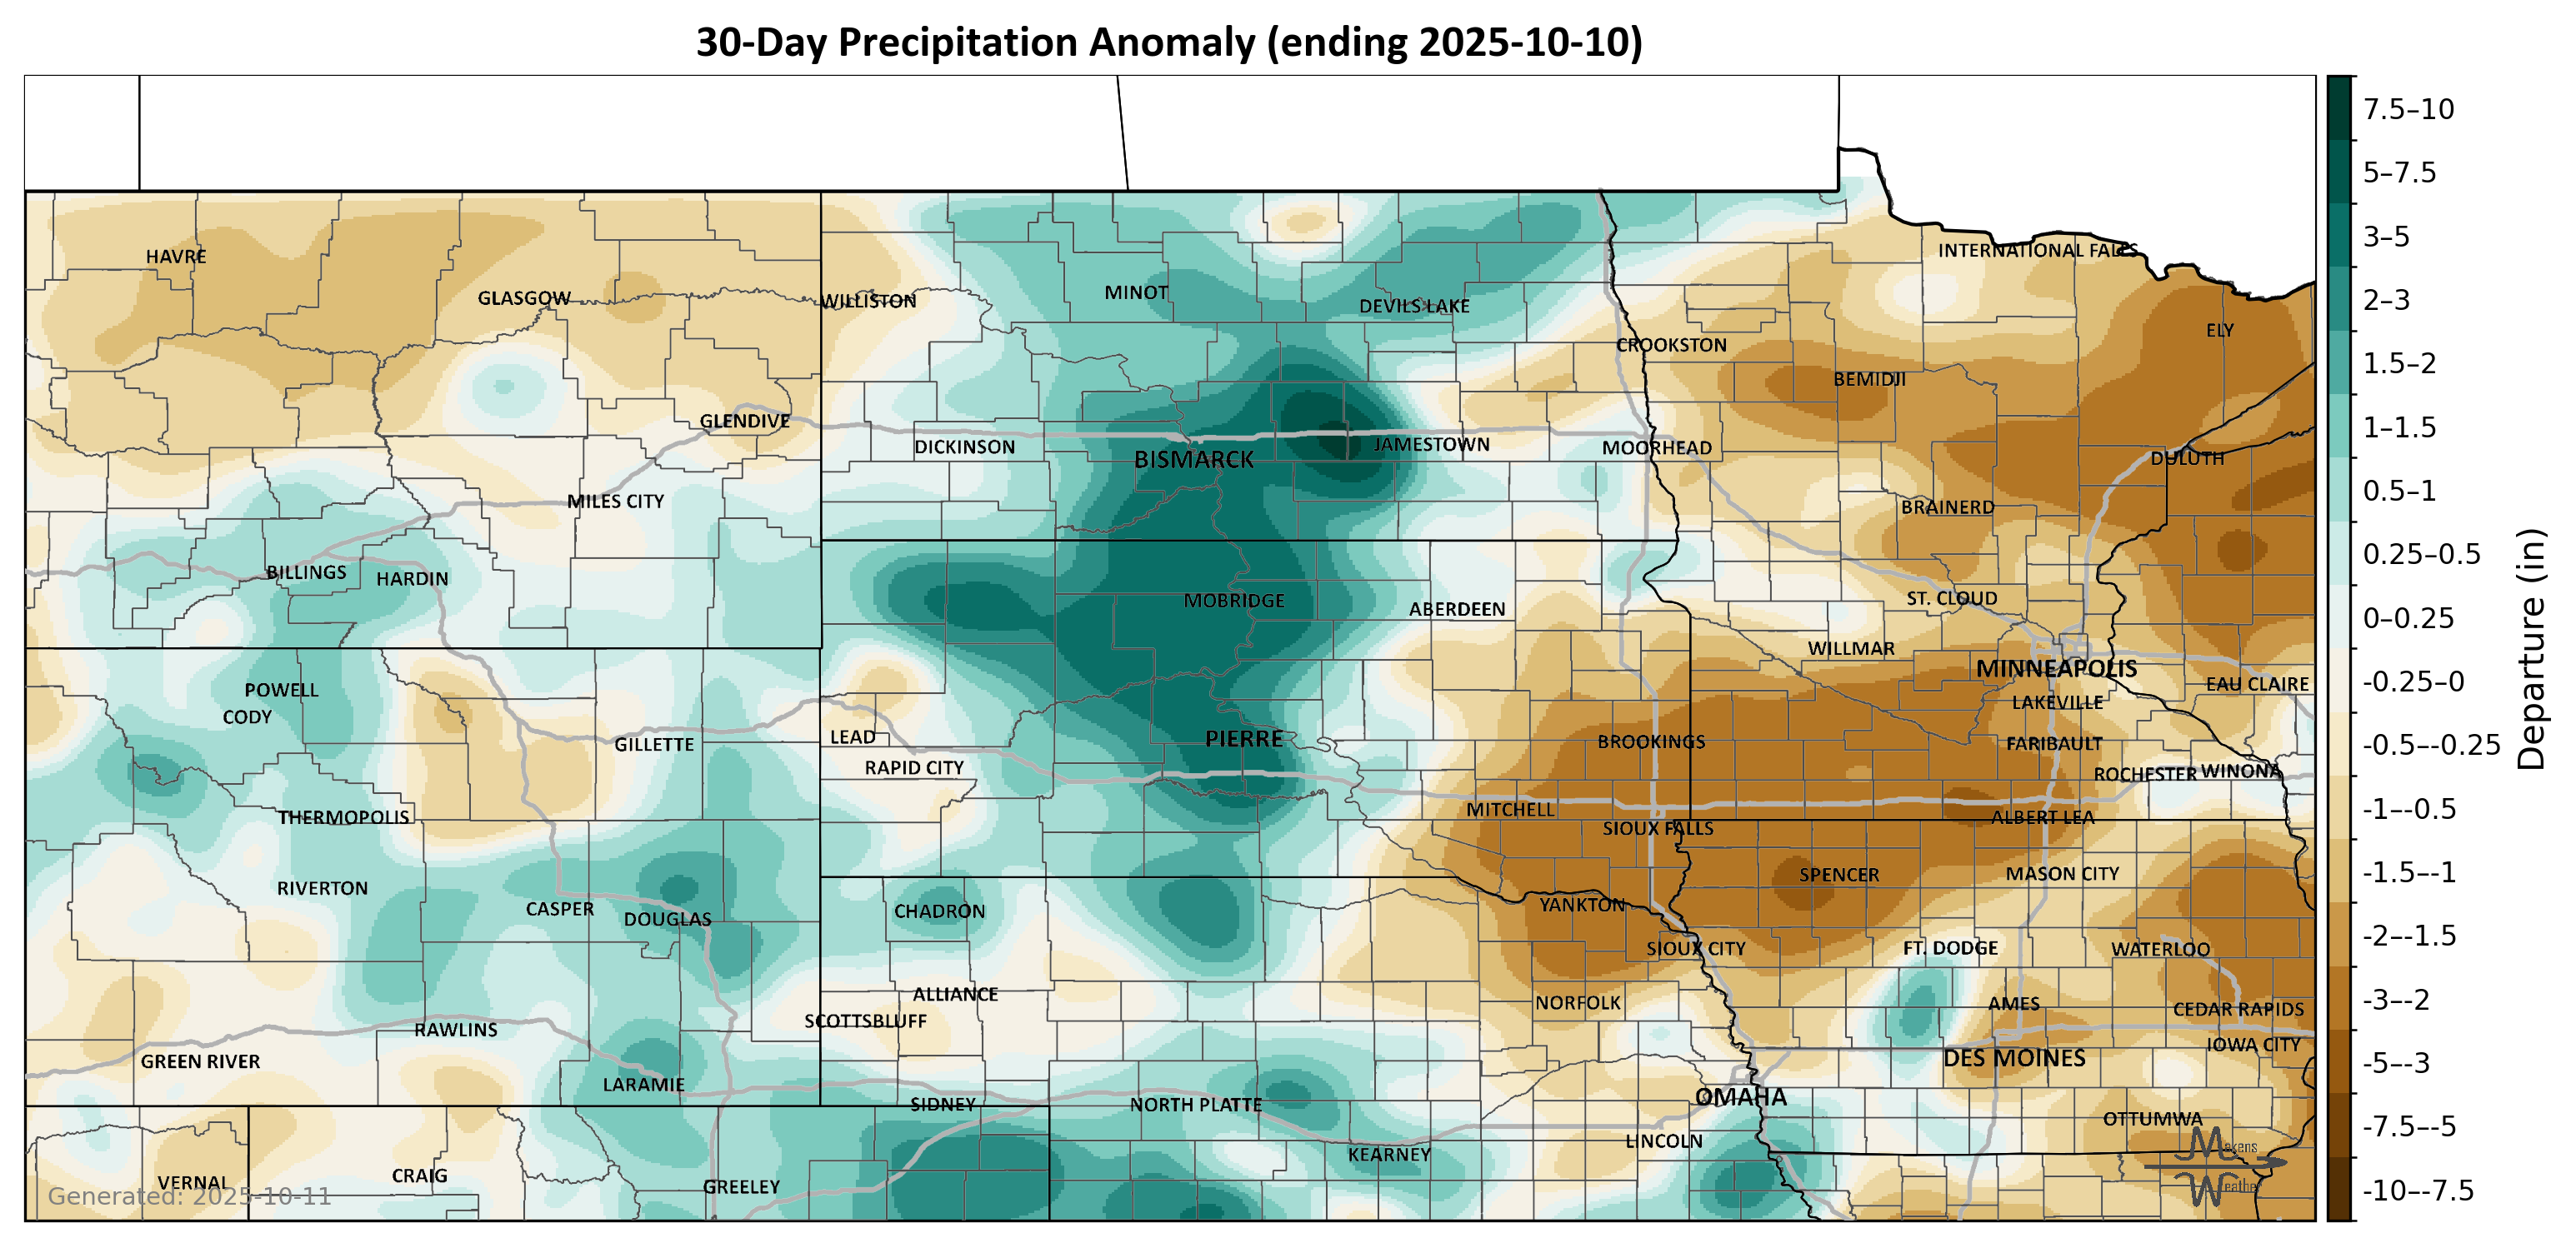 30-Day Precipitation Anomaly (ending 2025-10-10)
HAVRE
GLASGOW
WILLISTON
MINOT
DEVILS LAKE
INTERNATIONAL FALLS
ELY
CROOKSTON
BEMIDJI
GLENDIVE
DICKINSON
BISMARCK
JAMESTOWN
MOORHEAD
DULUTH
MILES CITY
BRAINERD
BILLINGS
HARDIN
MOBRIDGE
ABERDEEN
ST. CLOUD
WILLMAR
MINNEAPOLIS
EAU CLAIRE
POWELL
CODY
LAKEVILLE
GILLETTE
LEAD
PIERRE
BROOKINGS
FARIBAULT
RAPID CITY
ROCHESTER
WINONA
THERMOPOLIS
MITCHELL
ALBERT LEA
SIOUX FALLS
RIVERTON
SPENCER
MASON CITY
CASPER
DOUGLAS
CHADRON
YANKTON
SIOUX CITY
FT. DODGE
WATERLOO
ALLIANCE
NORFOLK
AMES
CEDAR RAPIDS
SCOTTSBLUFF
RAWLINS
IOWA CITY
GREEN RIVER
DES MOINES
LARAMIE
OMAHA
SIDNEY
NORTH PLATTE
OTTUMWA
LINCOLN
KEARNEY
VERNAL
CRAIG
GREELEY
Generated: 2025-10-11
Makens
Weather
7.5–10
5–7.5
3–5
2–3
1.5–2
1–1.5
0.5–1
0.25–0.5
0–0.25
-0.25–0
-0.5–-0.25
-1–-0.5
-1.5–-1
-2–-1.5
-3–-2
-5–-3
-7.5–-5
-10–-7.5
Departure (in)